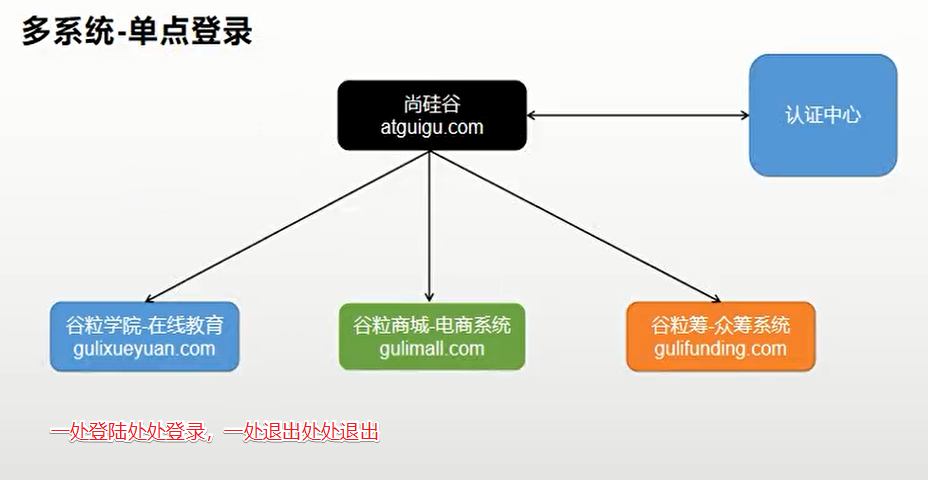 多系统-单点登录
尚硅谷
atguigu.com
认证中心
谷粒学院-在线教育
gulixueyuan.com
谷粒商城-电商系统
gulimall.com
谷粒筹-众筹系统
gulifunding.com
一处登陆处处登录，一处退出处处退出